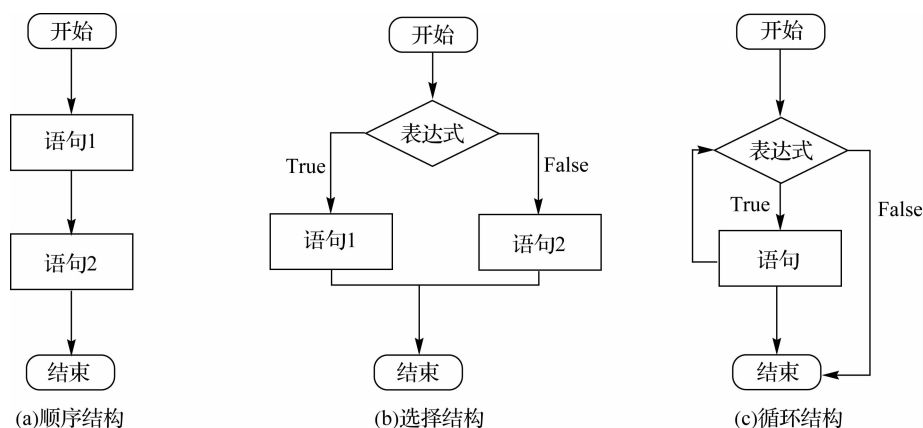 开始
语句1
语句2
结束
(a)顺序结构
开始
表达式
True
False
语句1
语句2
结束
(b)选择结构
开始
表达式
True
False
语句
结束
(c)循环结构